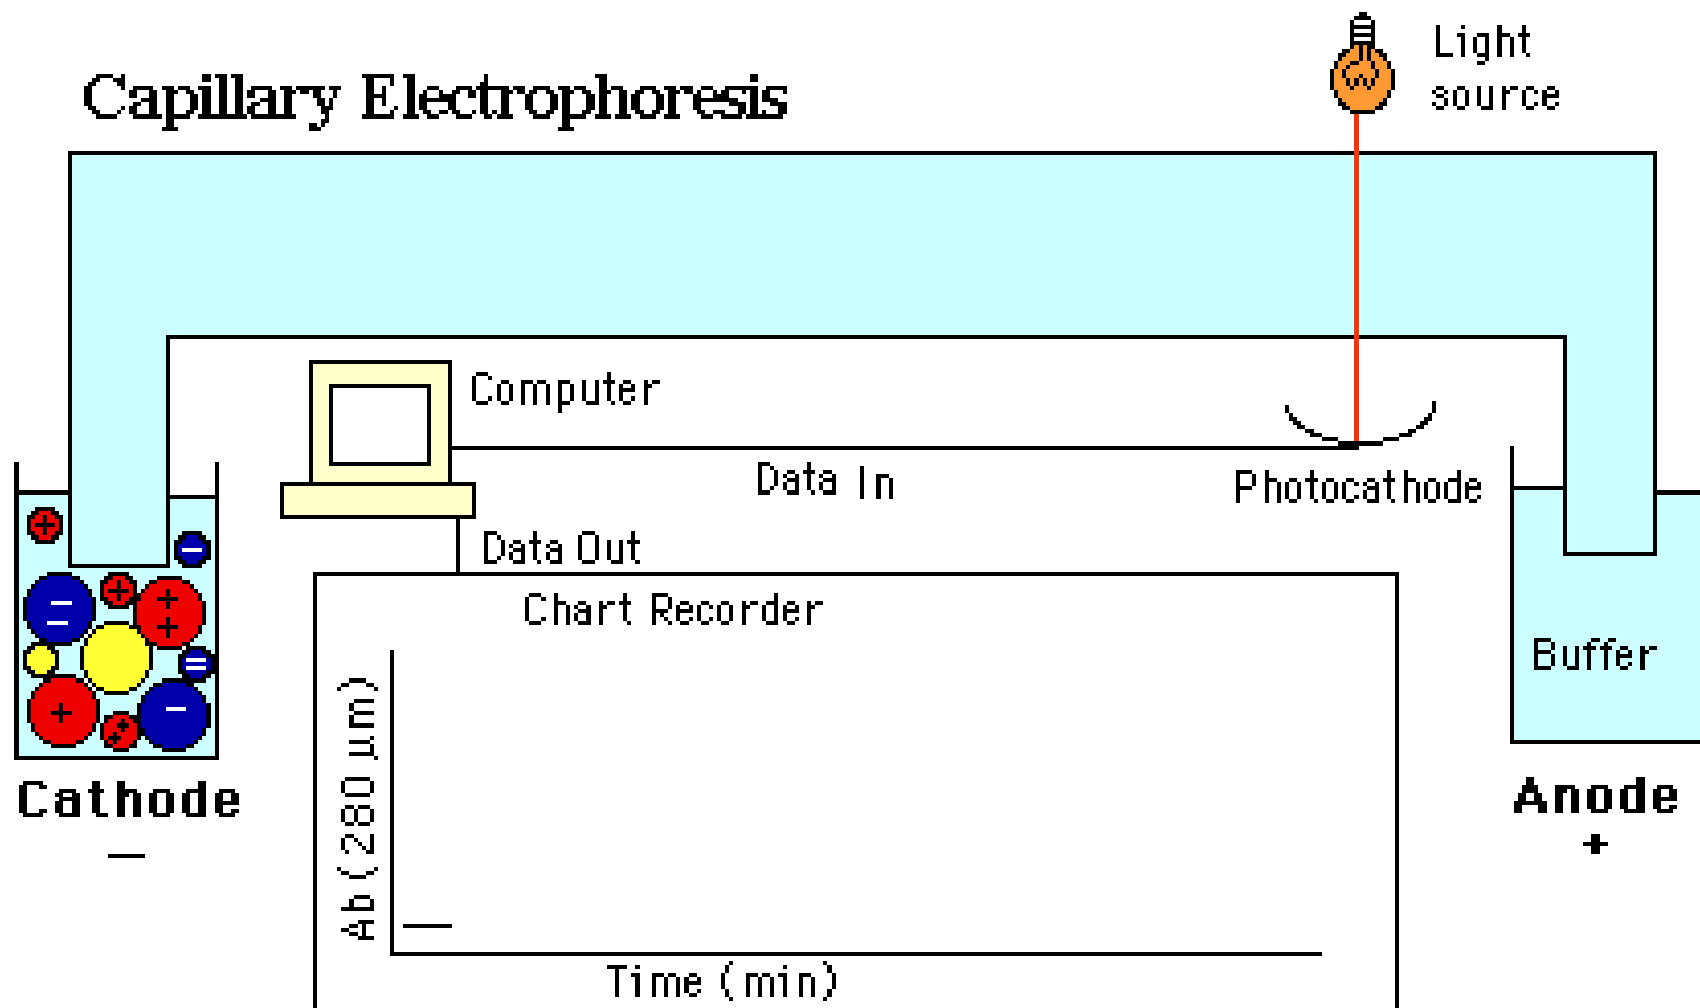 Capillary Electrophoresis
Light
source
Computer
Data In
Photocathode
Data Out
Chart Recorder
Buffer
Ab (280 µm)
Time (min)
Cathode
—
Anode
+
+
−
− −
+
+ +
=
+
+ +
−